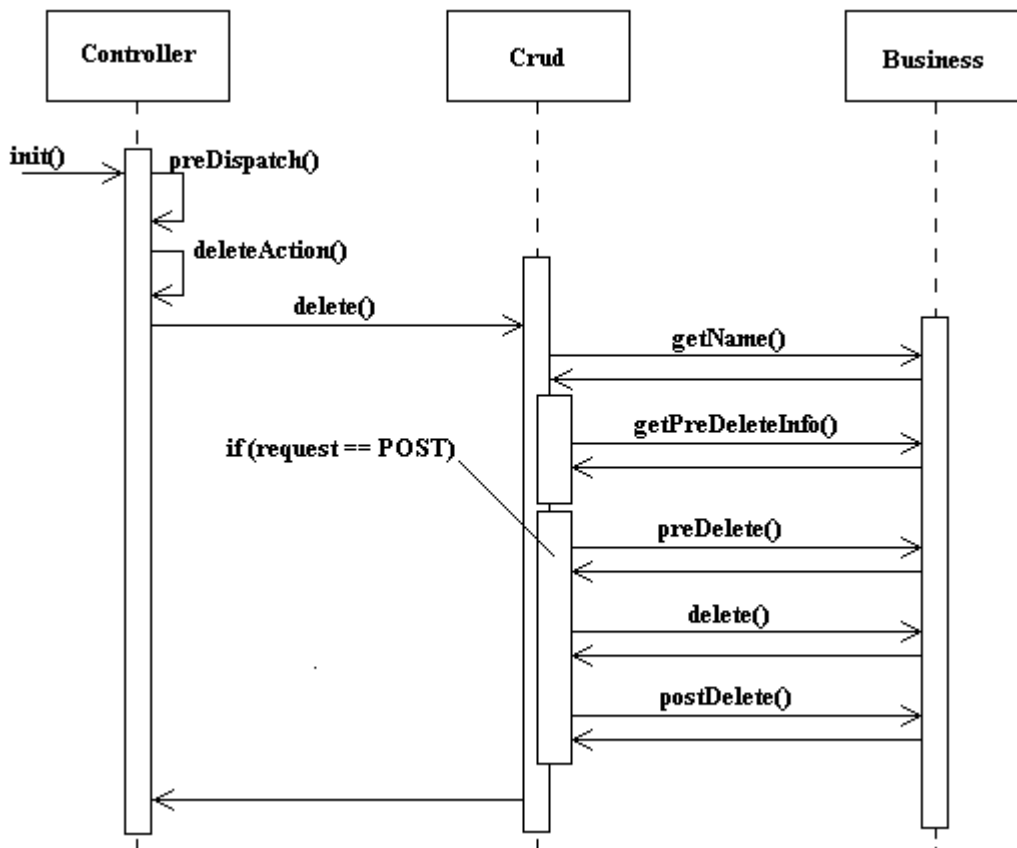 Controller
Crud
Business
init()
preDispatch()
deleteAction()
delete()
getName()
getPreDeleteInfo()
if (request == POST)
preDelete()
delete()
postDelete()